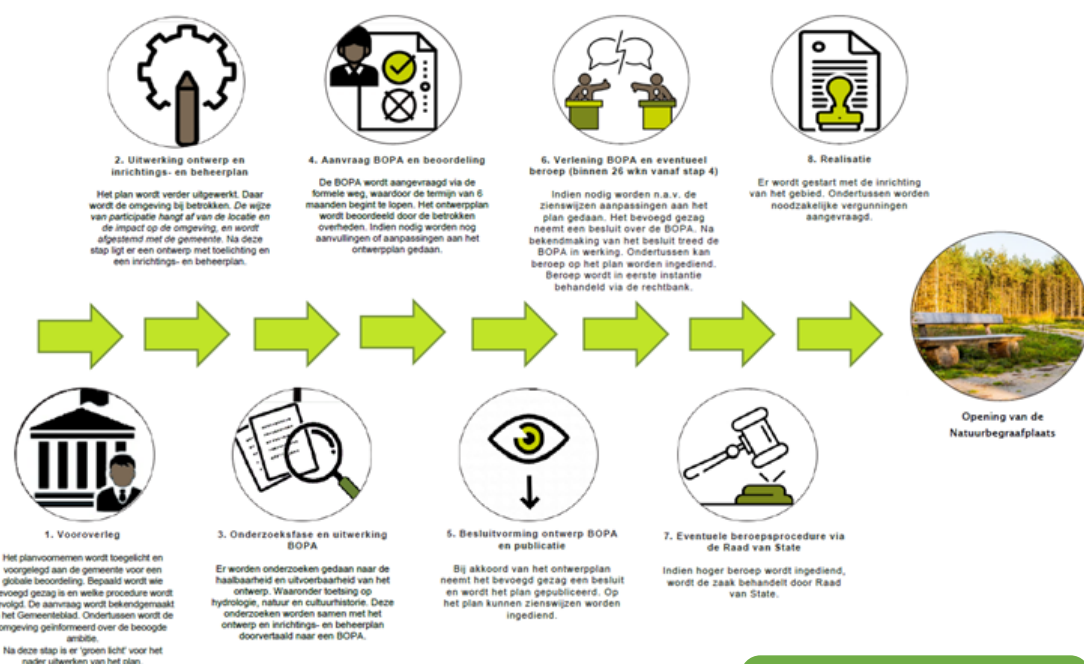 2. Uitwerking ontwerp en
inrichtings- en beheerplan
Het plan wordt verder uitgewerkt. Daar
wordt de omgeving bij betrokken. De wijze
van participatie hangt af van de locatie en
de impact op de omgeving, en wordt
afgestemd met de gemeente. Na deze
stap ligt er een ontwerp met toelichting en
een inrichtings- en beheerplan.
4. Aanvraag BOPA en beoordeling
De BOPA wordt aangevraagd via de
formele weg, waardoor de termijn van 6
maanden begint te lopen. Het ontwerpplan
wordt beoordeeld door de betrokken
overheden. Indien nodig worden nog
aanvullingen of aanpassingen aan het
ontwerpplan gedaan.
6. Verlening BOPA en eventueel
beroep (binnen 26 wkn vanaf stap 4)
Indien nodig worden n.a.v. de
zienswijzen aanpassingen aan het
plan gedaan. Het bevoegd gezag
neemt een besluit over de BOPA. Na
bekendmaking van het besluit treed de
BOPA in werking. Ondertussen kan
beroep op het plan worden ingediend.
Beroep wordt in eerste instantie
behandeld via de rechtbank.
8. Realisatie
Er wordt gestart met de inrichting
van het gebied. Ondertussen worden
noodzakelijke vergunningen
aangevraagd.
Opening van de
Natuurbegraafplaats
1. Vooroverleg
Het planvoornemen wordt toegelicht en
voorgelegd aan de gemeente voor een
globale beoordeling. Bepaald wordt wie
bevoegd gezag is en welke procedure wordt
gevolgd. De aanvraag wordt bekendgemaakt
het Gemeenteblad. Ondertussen wordt de
omgeving geïnformeerd over de beoogde
ambitie.
Na deze stap is er 'groen licht' voor het
nader uitwerken van het plan.
3. Onderzoeksfase en uitwerking
BOPA
Er worden onderzoeken gedaan naar de
haalbaarheid en uitvoerbaarheid van het
ontwerp. Waaronder toetsing op
hydrologie, natuur en cultuurhistorie. Deze
onderzoeken worden samen met het
ontwerp en inrichtings- en beheerplan
doorvertaald naar een BOPA.
5. Besluitvorming ontwerp BOPA
en publicatie
Bij akkoord van het ontwerpplan
neemt het bevoegd gezag een besluit
en wordt het plan gepubliceerd. Op
het plan kunnen zienswijzen worden
ingediend.
7. Eventuele beroepsprocedure via
de Raad van State
Indien hoger beroep wordt ingediend,
wordt de zaak behandelt door Raad
van State.